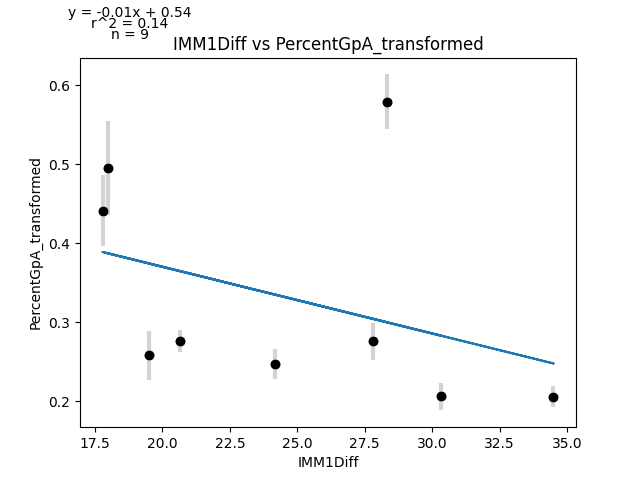 y = -0.01x + 0.54
r^2 = 0.14
n = 9
IMM1Diff vs PercentGpA_transformed
PercentGpA_transformed
0.6
0.5
0.4
0.3
0.2
17.5 20.0 22.5 25.0 27.5 30.0 32.5 35.0
IMM1Diff